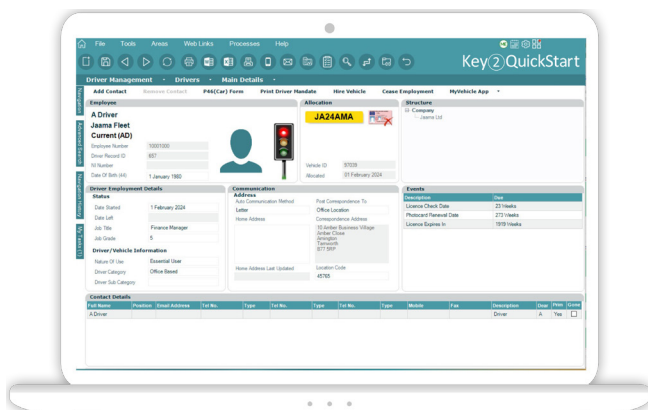 File Tools Areas Web Links Processes Help
Key2QuickStart
Driver Management - Drivers - Main Details -
Add Contact Remove Contact P46(Car) Form Print Driver Mandate Hire Vehicle Cease Employment MyVehicle App
Navigation
Advanced Search
Navigation History
My Tasks (1)
Employee
A Driver
Jaama Fleet
Current (AD)
Employee Number 10001000
Driver Record ID 657
NI Number
Date Of Birth (44) 1 January 1980
Allocation
JA24AMA
Vehicle ID 97939
Allocated 01 February 2024
Structure
Company
Jaama Ltd
Driver Employment Details
Status
Date Started 1 February 2024
Date Left
Job Title Finance Manager
Job Grade 5
Driver/Vehicle Information
Nature Of Use Essential User
Driver Category Office Based
Driver Sub Category
Communication
Address
Auto Communication Method Post Correspondence To
Letter Office Location
Home Address Correspondence Address
10 Amber Business Village
Amber Close
Amington
Tamworth
B77 5RP
Home Address Last Updated Location Code
45785
Events
Description Due
Licence Check Date 23 Weeks
Photocard Renewal Date 273 Weeks
Licence Expires In 1919 Weeks
Contact Details
Full Name Position Email Address Tel No. Type Tel No. Type Tel No. Type Mobile Fax Description Dear Prim Gone
A Driver Driver A Yes